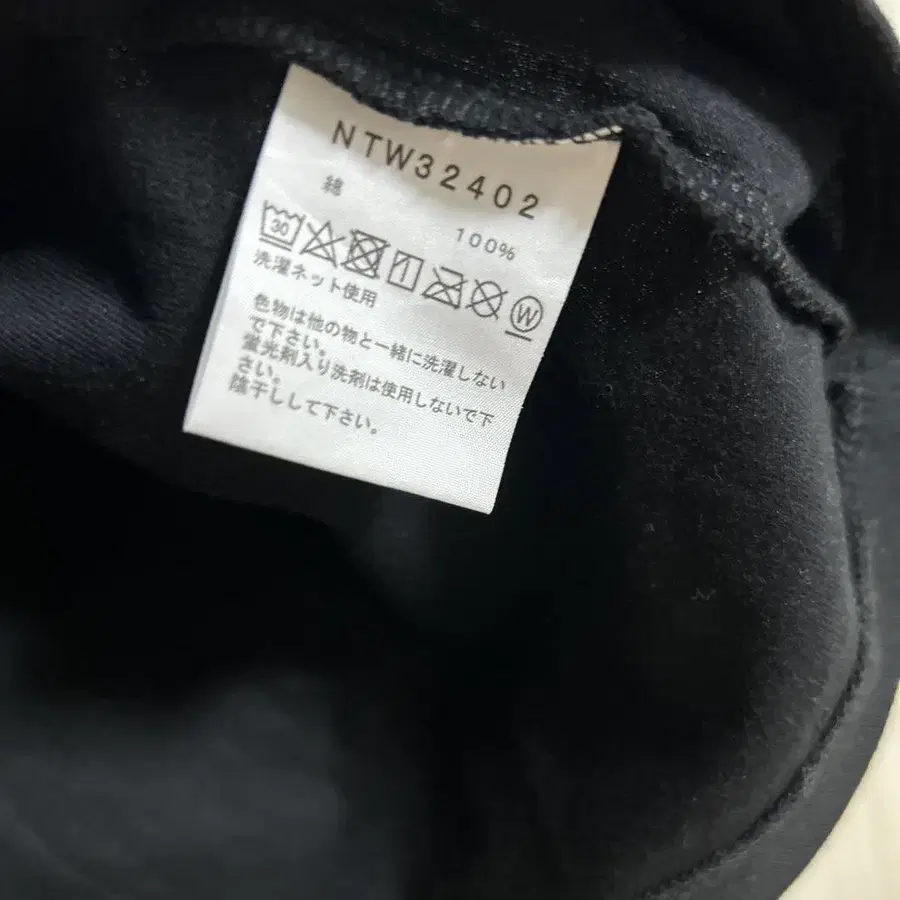 NTW32402
綿
100%
30
W
洗濯ネット使用
色物は他の物と一緒に洗濯しない
で下さい。
蛍光剤入り洗剤は使用しないで下
さい。
陰干しして下さい。